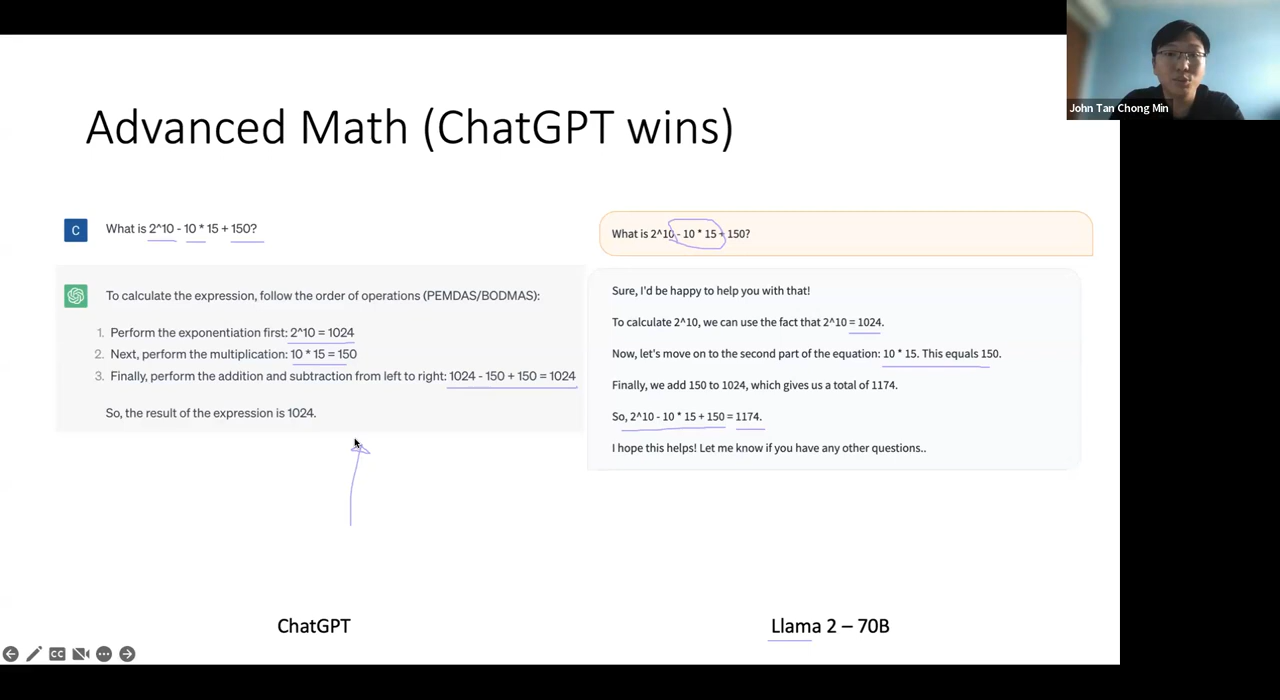 John Tan Chong Min
Advanced Math (ChatGPT wins)
C
What is 2^10 - 10 * 15 + 150?
To calculate the expression, follow the order of operations (PEMDAS/BODMAS):
1. Perform the exponentiation first: 2^10 = 1024
2. Next, perform the multiplication: 10 * 15 = 150
3. Finally, perform the addition and subtraction from left to right: 1024 - 150 + 150 = 1024
So, the result of the expression is 1024.
What is 2^10 - 10 * 15 + 150?
Sure, I'd be happy to help you with that!
To calculate 2^10, we can use the fact that 2^10 = 1024.
Now, let's move on to the second part of the equation: 10 * 15. This equals 150.
Finally, we add 150 to 1024, which gives us a total of 1174.
So, 2^10 - 10 * 15 + 150 = 1174.
I hope this helps! Let me know if you have any other questions..
ChatGPT
Llama 2 – 70B
CC